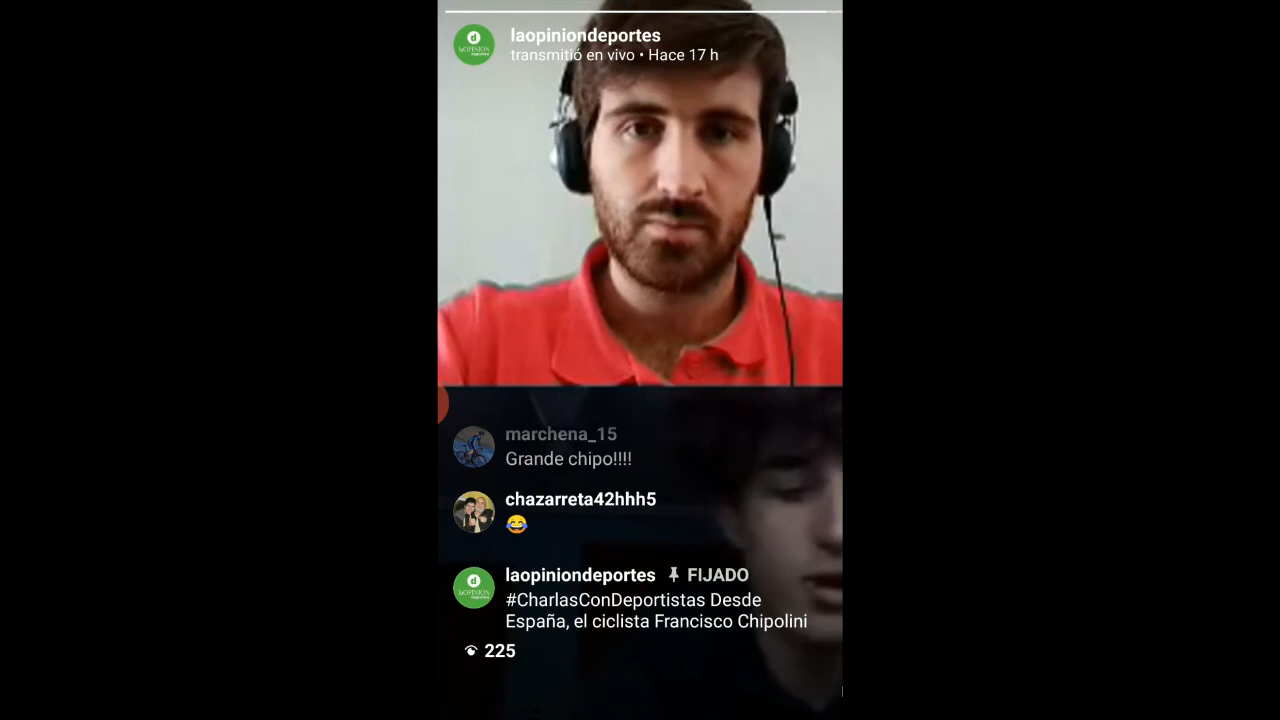 laopiniondeportes
transmitió en vivo • Hace 17 h
marchena_15
Grande chipo!!!!
chazarreta42hhh5
😂
laopiniondeportes FIJADO
#CharlasConDeportistas Desde
España, el ciclista Francisco Chipolini
225